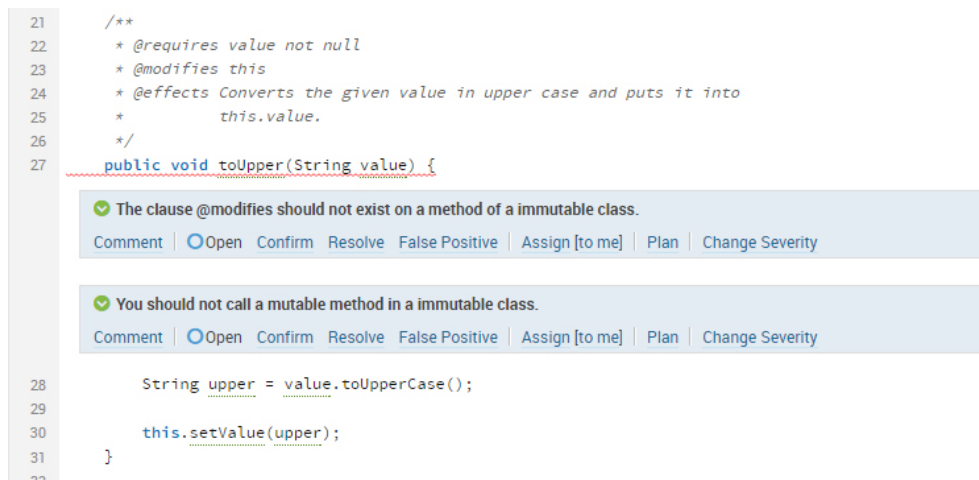 21 /**
22 * @requires value not null
23 * @modifies this
24 * @effects Converts the given value in upper case and puts it into
25 * this.value.
26 */
27 public void toUpper(String value) {
The clause @modifies should not exist on a method of a immutable class.
Comment Open Confirm Resolve False Positive Assign [to me] Plan Change Severity
You should not call a mutable method in a immutable class.
Comment Open Confirm Resolve False Positive Assign [to me] Plan Change Severity
28 String upper = value.toUpperCase();
29
30 this.setValue(upper);
31 }